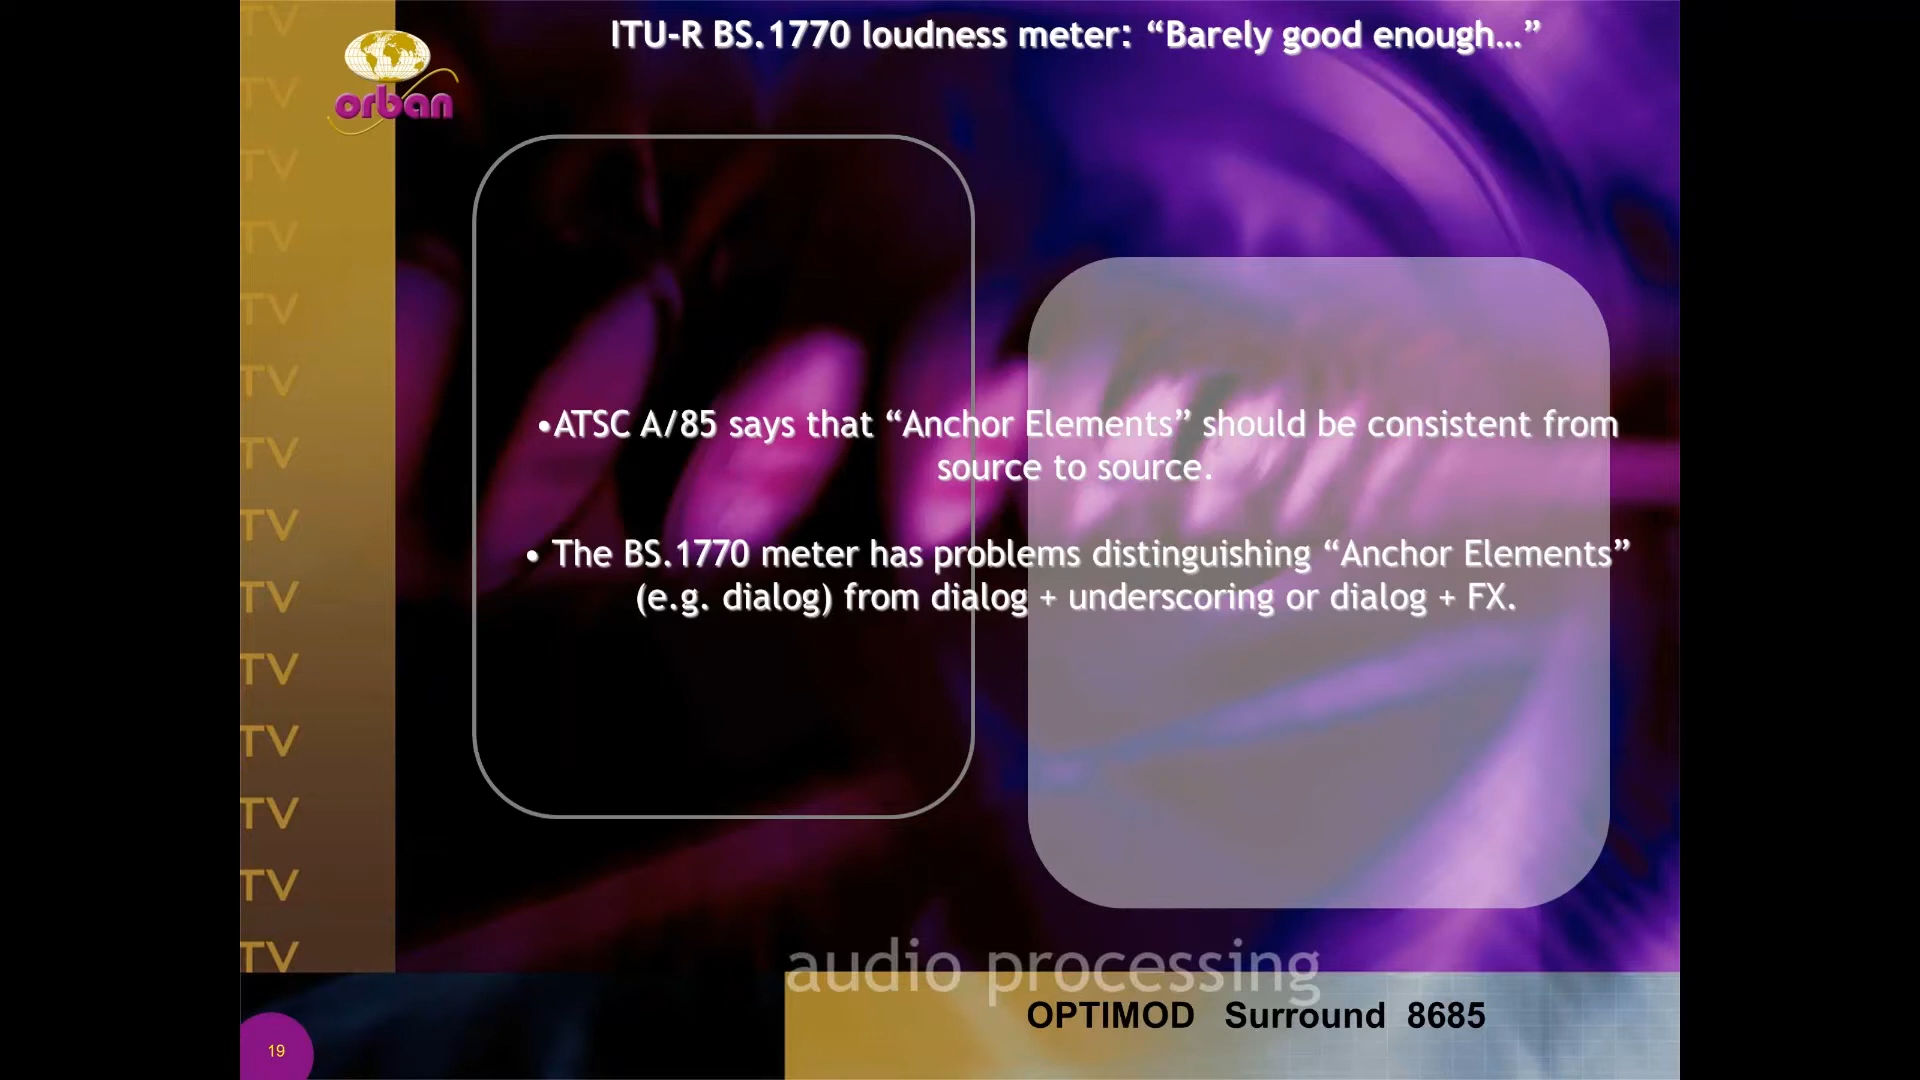 ITU-R BS.1770 loudness meter: “Barely good enough…”
orban
•ATSC A/85 says that “Anchor Elements” should be consistent from
source to source.
• The BS.1770 meter has problems distinguishing “Anchor Elements”
(e.g. dialog) from dialog + underscoring or dialog + FX.
TV
TV
TV
TV
TV
TV
TV
TV
TV
TV
TV
TV
TV
TV
audio processing
OPTIMOD Surround 8685
19